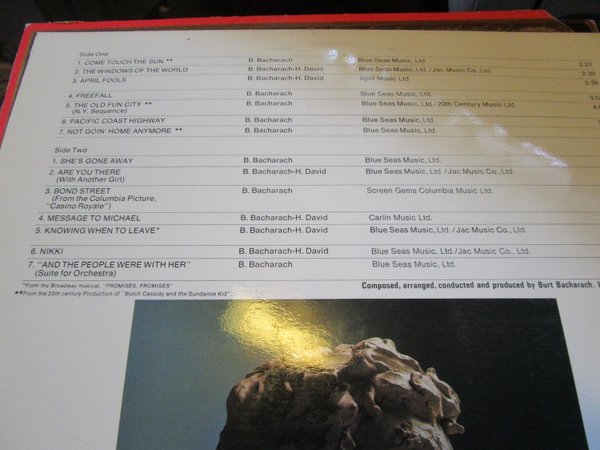 Side One
1. COME TOUCH THE SUN ** B. Bacharach Blue Seas Music, Ltd. 2:27
2. THE WINDOWS OF THE WORLD B. Bacharach-H. David Blue Seas Music, Ltd./Jac Music Co., Ltd. 2:30
3. APRIL FOOLS B. Bacharach-H. David April Music Ltd. 2:39
4. FREEFALL B. Bacharach Blue Seas Music, Ltd.
5. THE OLD FUN CITY ** B. Bacharach Blue Seas Music, Ltd./20th Century Music Ltd.
(N.Y. Sequence)
6. PACIFIC COAST HIGHWAY B. Bacharach Blue Seas Music, Ltd.
7. NOT GOIN' HOME ANYMORE ** B. Bacharach Blue Seas Music, Ltd.
Side Two
1. SHE'S GONE AWAY B. Bacharach Blue Seas Music, Ltd.
2. ARE YOU THERE B. Bacharach-H. David Blue Seas Music, Ltd./Jac Music Co., Ltd.
(With Another Girl)
3. BOND STREET B. Bacharach Screen Gems Columbia Music Ltd.
(From the Columbia Picture,
"Casino Royale")
4. MESSAGE TO MICHAEL B. Bacharach-H. David Carlin Music Ltd.
5. KNOWING WHEN TO LEAVE* B. Bacharach-H. David Blue Seas Music, Ltd./Jac Music Co., Ltd
6. NIKKI B. Bacharach-H. David Blue Seas Music, Ltd./Jac Music Co., Ltd.
7. "AND THE PEOPLE WERE WITH HER" B. Bacharach Blue Seas Music, Ltd.
(Suite for Orchestra)
*From the Broadway musical, "PROMISES, PROMISES"
**From the 20th century Production of "Butch Cassidy and the Sundance Kid"
Composed, arranged, conducted and produced by Burt Bacharach.